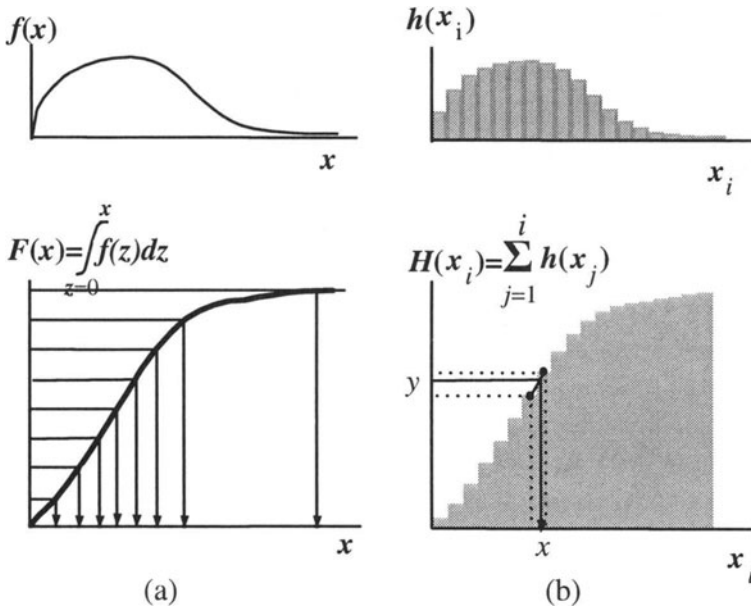 f(x)
x
F(x)=∫f(z)dz
x
z=0
x
(a)
h(x_i)
x_i
H(x_i)=∑h(x_j)
i
j=1
y
x
x_i
(b)